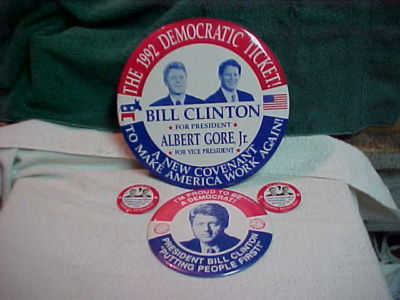 THE 1992 DEMOCRATIC TICKET!
BILL CLINTON
FOR PRESIDENT
ALBERT GORE, Jr.
FOR VICE PRESIDENT
A NEW COVENANT
TO MAKE AMERICA WORK AGAIN!
I'M PROUD TO BE
A DEMOCRAT!
PRESIDENT BILL CLINTON
"PUTTING PEOPLE FIRST!"